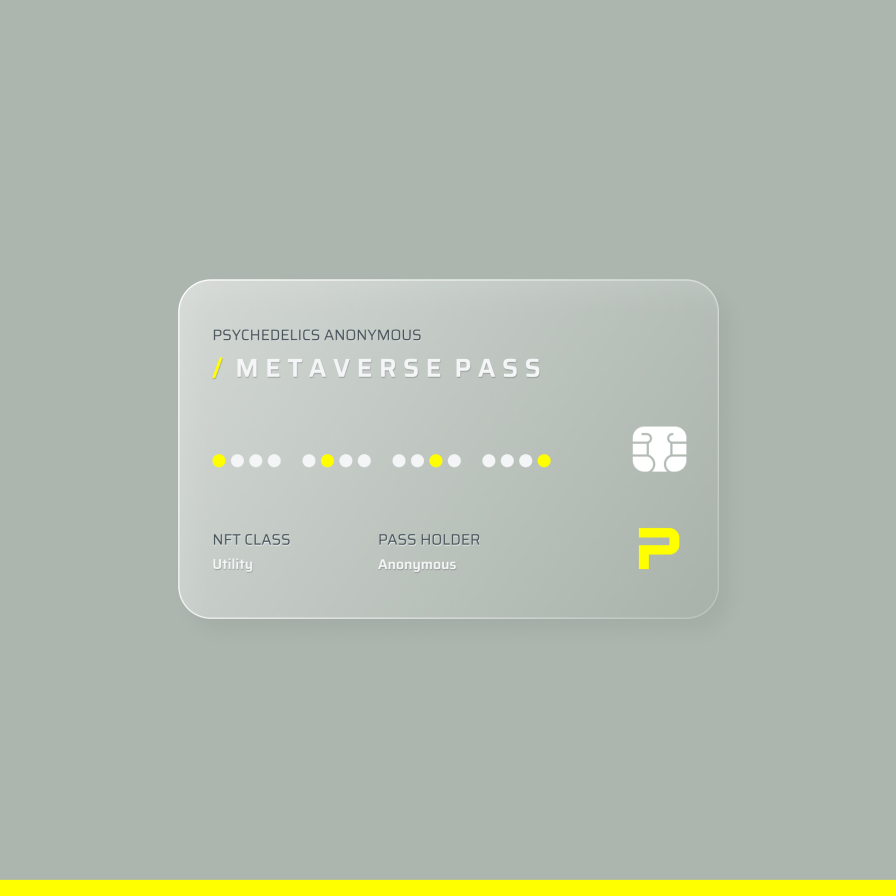 PSYCHEDELICS ANONYMOUS
/ METAVERSE PASS
NFT CLASS
PASS HOLDER
Utility
Anonymous
P